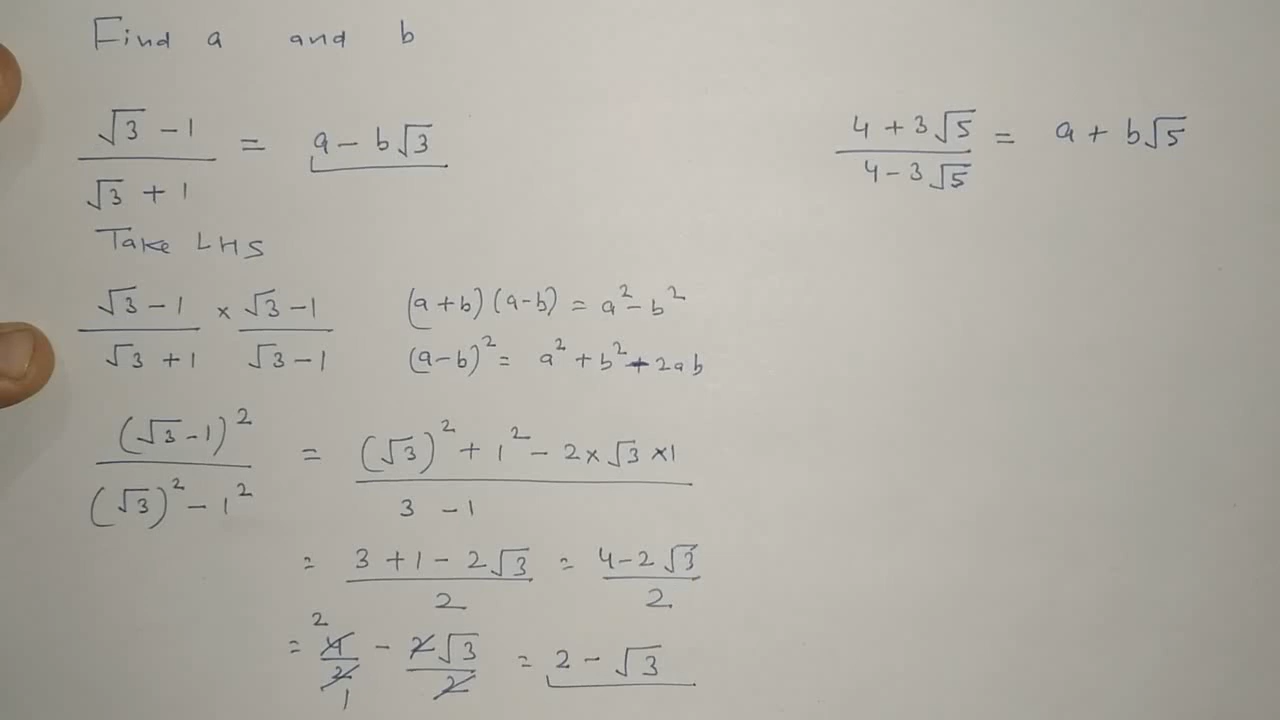 Find a and b
(√3 - 1)/(√3 + 1) = a - b√3
Take LHS
(√3 - 1)/(√3 + 1) × (√3 - 1)/(√3 - 1)
(a+b)(a-b) = a² - b²
(a-b)² = a² + b² - 2ab
(√3-1)²/((√3)² - 1²) = ((√3)² + 1² - 2×√3×1)/(3 - 1)
= (3 + 1 - 2√3)/2 = (4 - 2√3)/2
= 4/2 - 2√3/2 = 2 - √3
2
1
(4 + 3√5)/(4 - 3√5) = a + b√5